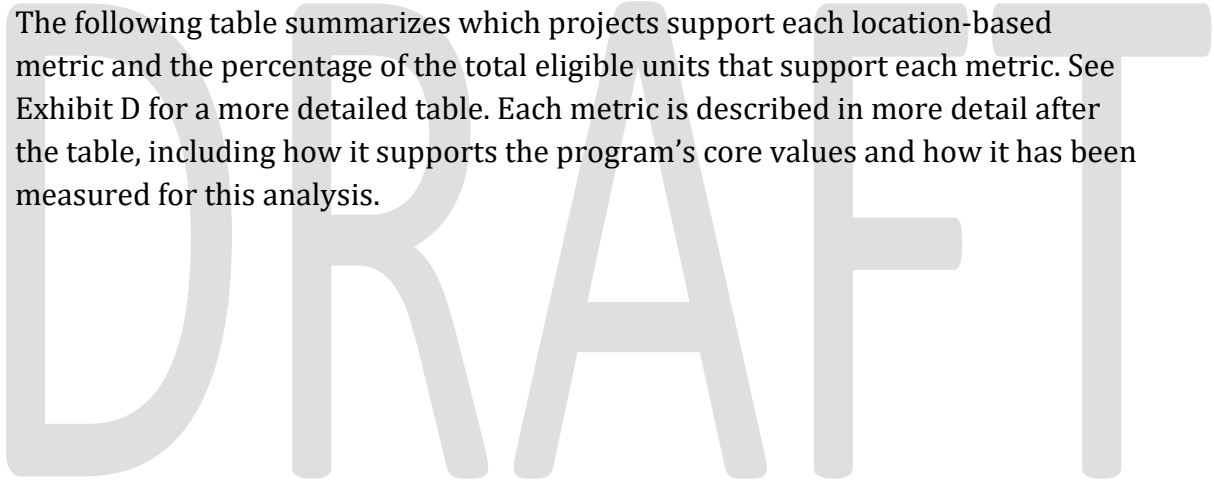 The following table summarizes which projects support each location-based
metric and the percentage of the total eligible units that support each metric. See
Exhibit D for a more detailed table. Each metric is described in more detail after
the table, including how it supports the program’s core values and how it has been
measured for this analysis.
DRAFT